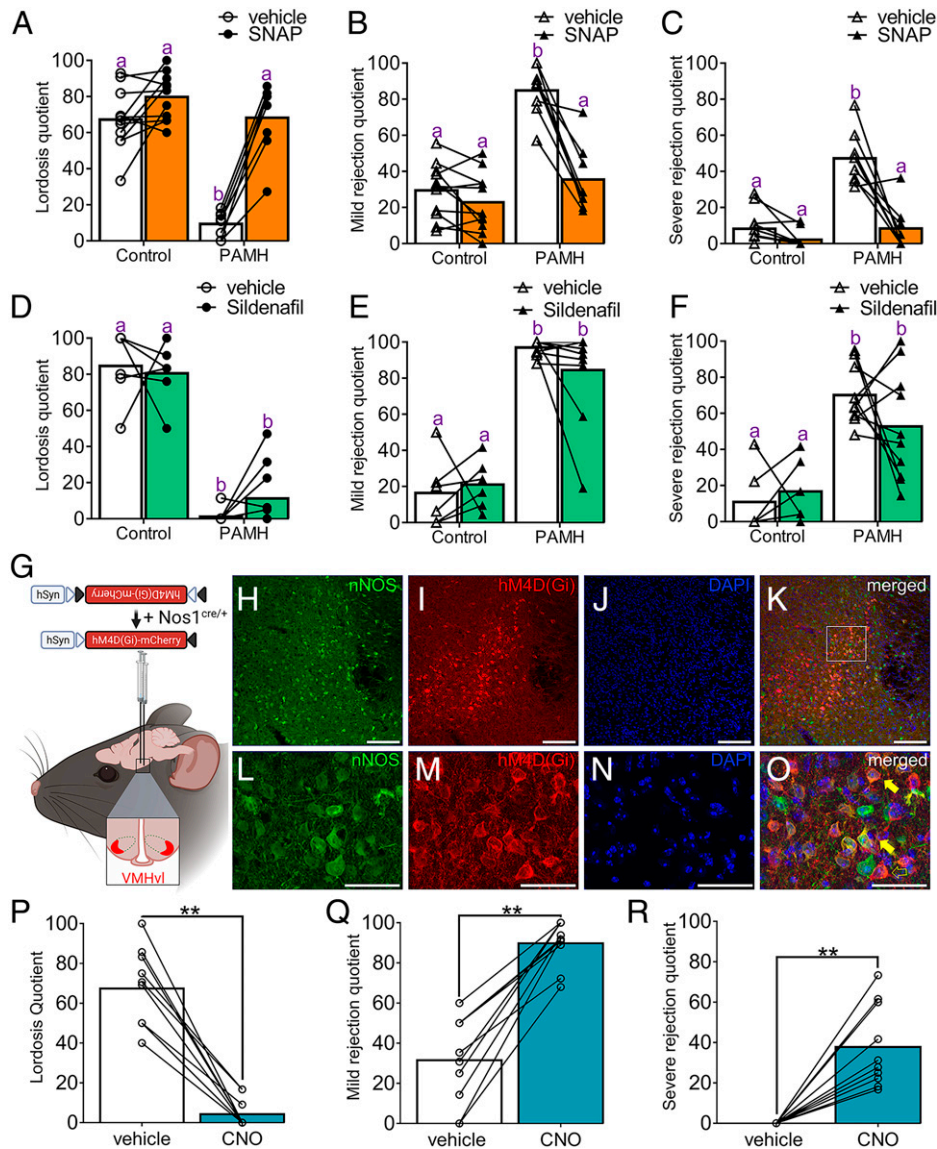 A
vehicle
SNAP
Lordosis quotient
100
80
60
40
20
0
a
a
b
a
Control
PAMH
B
vehicle
SNAP
Mild rejection quotient
100
80
60
40
20
0
a
a
b
a
Control
PAMH
C
vehicle
SNAP
Severe rejection quotient
100
80
60
40
20
0
a
a
b
a
Control
PAMH
D
vehicle
Sildenafil
Lordosis quotient
100
80
60
40
20
0
a
a
b
b
Control
PAMH
E
vehicle
Sildenafil
Mild rejection quotient
100
80
60
40
20
0
a
a
b
b
Control
PAMH
F
vehicle
Sildenafil
Severe rejection quotient
100
80
60
40
20
0
a
a
b
b
Control
PAMH
G
hSyn
hM4D(Gi)-mCherry
+ Nos1cre/+
hSyn
hM4D(Gi)-mCherry
VMHvl
H
nNOS
I
hM4D(Gi)
J
DAPI
K
merged
L
nNOS
M
hM4D(Gi)
N
DAPI
O
merged
P
Lordosis Quotient
100
80
60
40
20
0
**
vehicle
CNO
Q
Mild rejection quotient
100
80
60
40
20
0
**
vehicle
CNO
R
Severe rejection quotient
100
80
60
40
20
0
**
vehicle
CNO